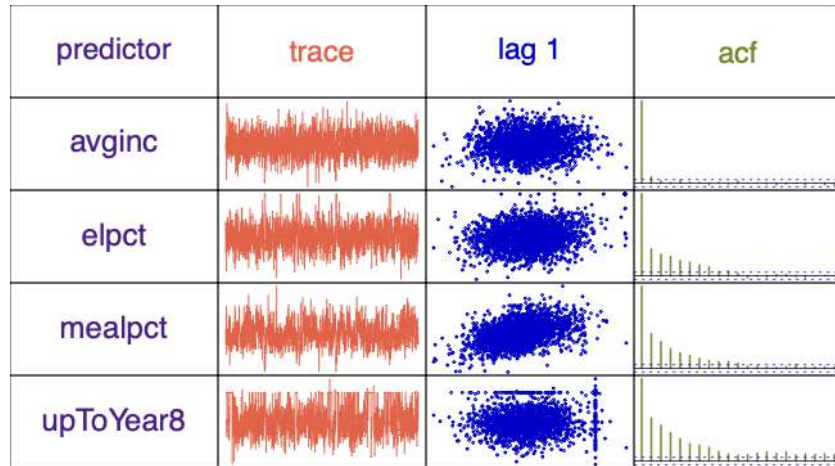 predictor trace lag 1 acf
avginc
elpct
mealpct
upToYear8